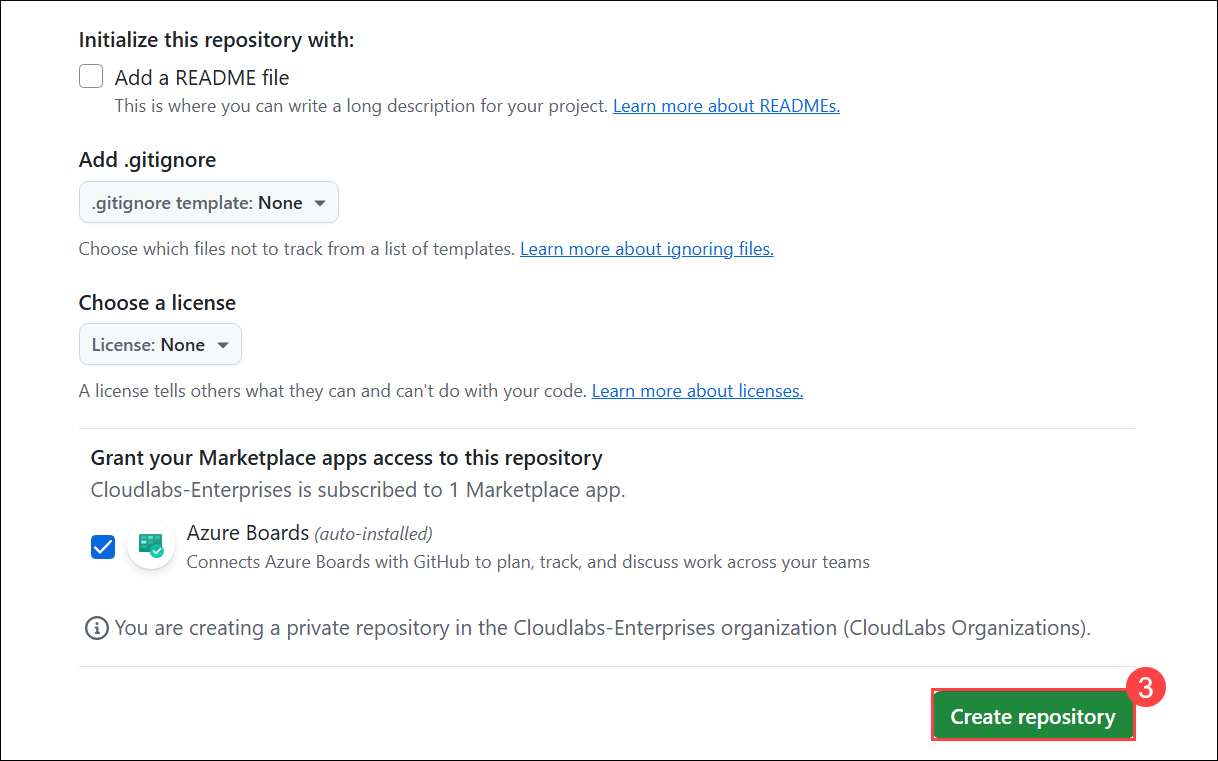 Initialize this repository with:
Add a README file
This is where you can write a long description for your project. Learn more about READMEs.
Add .gitignore
.gitignore template: None
Choose which files not to track from a list of templates. Learn more about ignoring files.
Choose a license
License: None
A license tells others what they can and can't do with your code. Learn more about licenses.
Grant your Marketplace apps access to this repository
Cloudlabs-Enterprises is subscribed to 1 Marketplace app.
Azure Boards (auto-installed)
Connects Azure Boards with GitHub to plan, track, and discuss work across your teams
You are creating a private repository in the Cloudlabs-Enterprises organization (CloudLabs Organizations).
3
Create repository